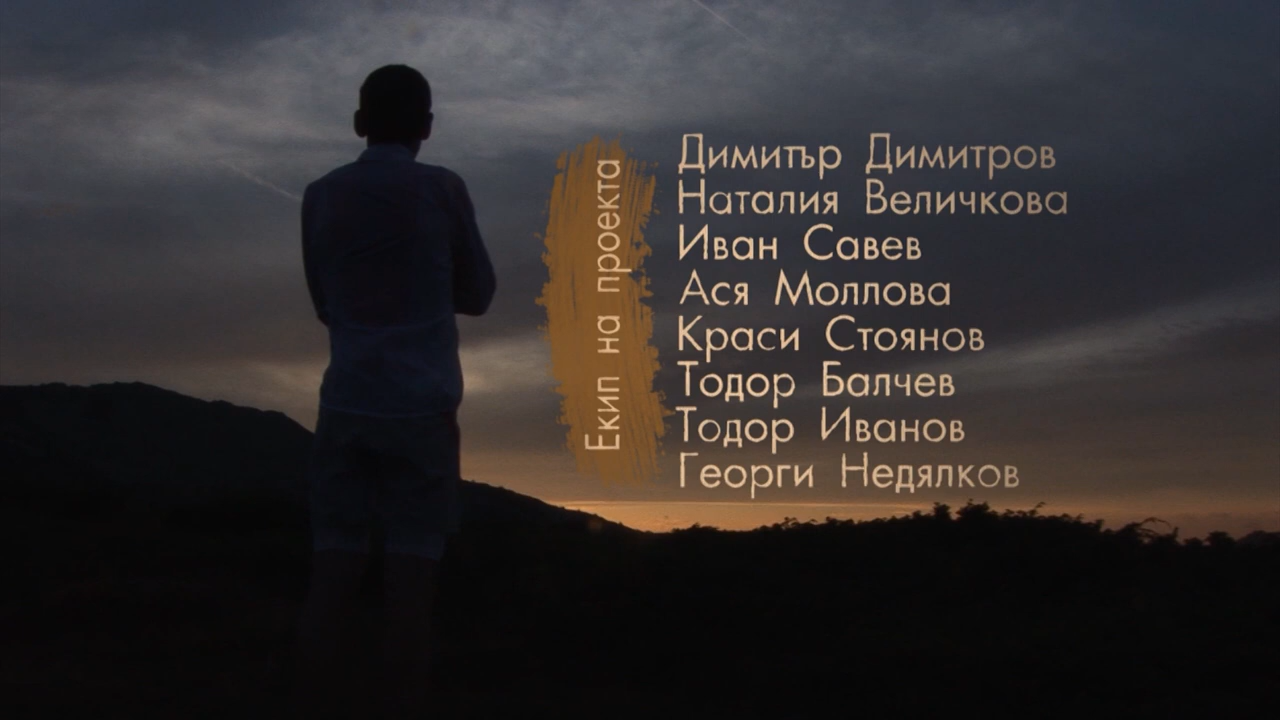 Екип на проекта
Димитър Димитров
Наталия Величкова
Иван Савев
Ася Моллова
Краси Стоянов
Тодор Балчев
Тодор Иванов
Георги Недялков